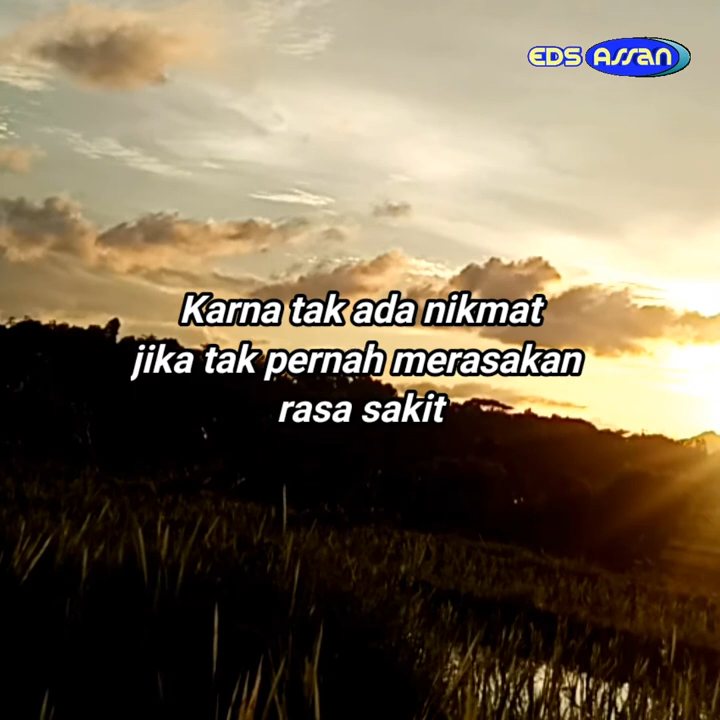 EDS Assan
Karna tak ada nikmat
jika tak pernah merasakan
rasa sakit